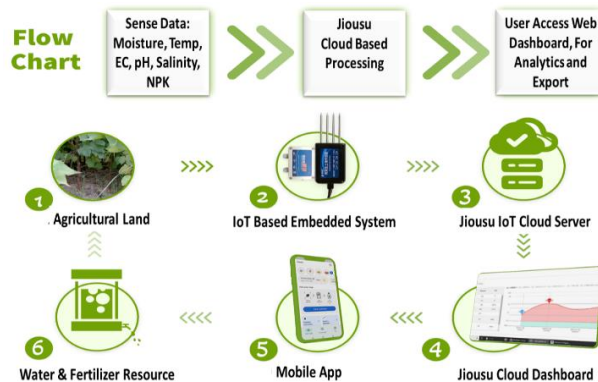 Flow
Chart
Sense Data:
Moisture, Temp,
EC, pH, Salinity,
NPK
Jiousu
Cloud Based
Processing
User Access Web
Dashboard, For
Analytics and
Export
1
. Agricultural Land
2
IoT Based Embedded System
3
Jiousu IoT Cloud Server
6
Water & Fertilizer Resource
5
Mobile App
4
Jiousu Cloud Dashboard